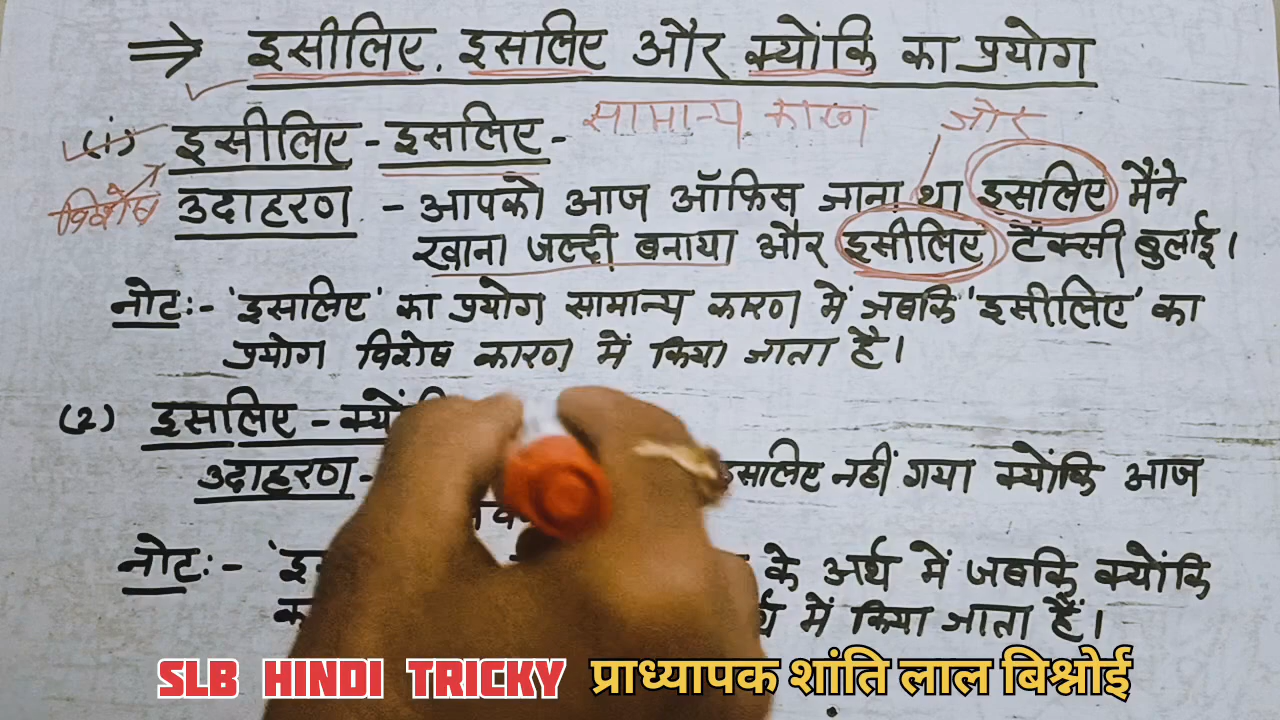 ⇒ इसीलिए, इसलिए और क्योंकि का प्रयोग
सामान्य कारण और
(i) इसीलिए - इसलिए -
विशेष
उदाहरण - आपको आज ऑफिस जाना था इसलिए मैंने
खाना जल्दी बनाया और इसीलिए टैक्सी बुलाई।
नोटः- 'इसलिए' का प्रयोग सामान्य कारण में जबकि 'इसीलिए' का
प्रयोग विशेष कारण में किया जाता है।
(2) इसलिए -
उदाहरण - इसलिए नहीं गया क्योंकि आज
नोटः- के अर्थ में जबकि क्योंकि
में किया जाता हैं।
SLB HINDI TRICKY प्राध्यापक शांति लाल बिश्नोई